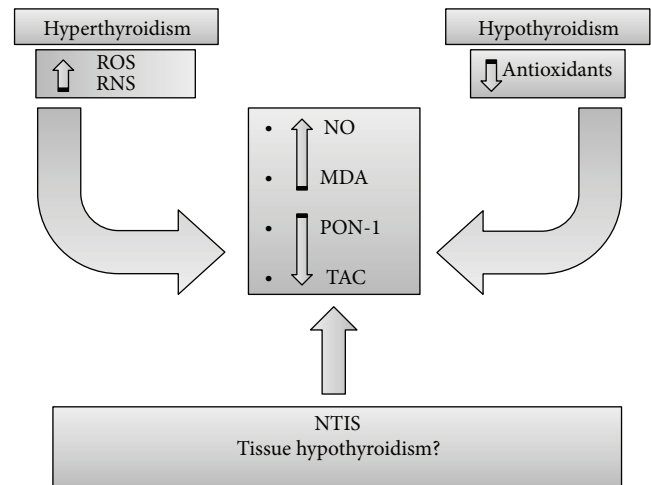 Hyperthyroidism
ROS
RNS
Hypothyroidism
Antioxidants
• NO
• MDA
• PON-1
• TAC
NTIS
Tissue hypothyroidism?